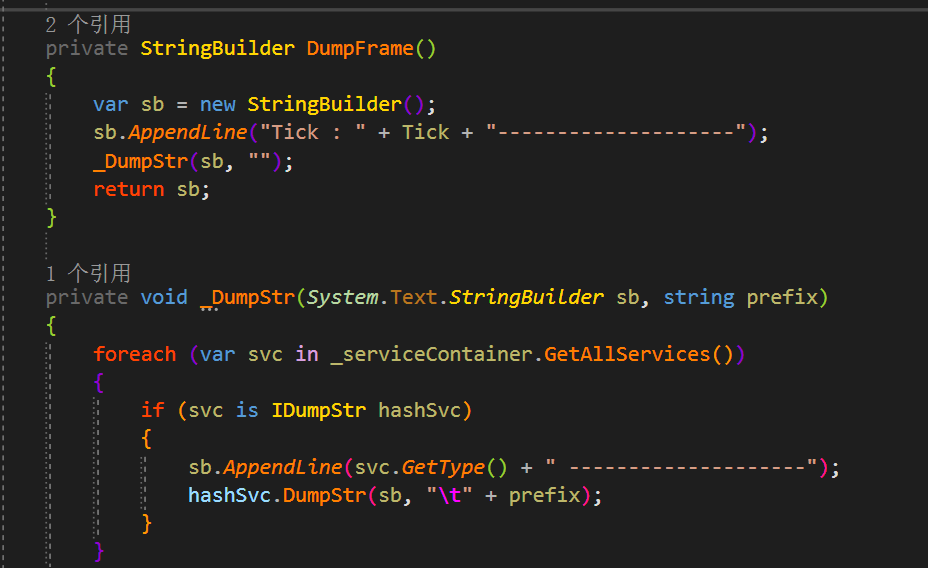 2 个引用
private StringBuilder DumpFrame()
{
var sb = new StringBuilder();
sb.AppendLine("Tick : " + Tick + "--------------------");
_DumpStr(sb, "");
return sb;
}
1 个引用
private void _DumpStr(System.Text.StringBuilder sb, string prefix)
{
foreach (var svc in _serviceContainer.GetAllServices())
{
if (svc is IDumpStr hashSvc)
{
sb.AppendLine(svc.GetType() + " --------------------");
hashSvc.DumpStr(sb, "\t" + prefix);
}
}